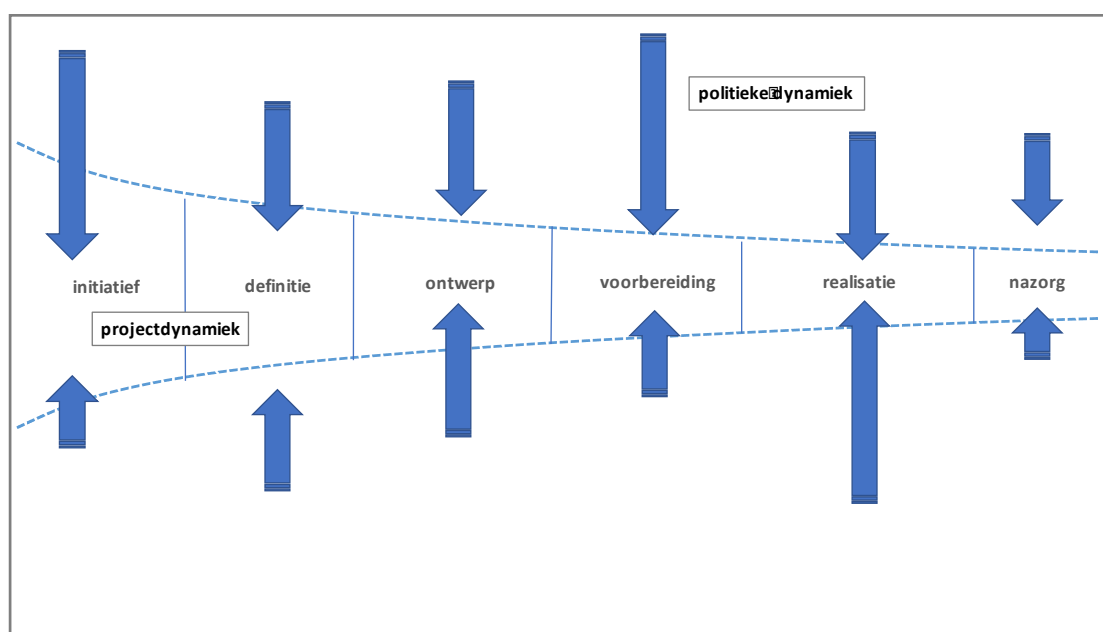 politieke dynamiek
initiatief
definitie
ontwerp
voorbereiding
realisatie
nazorg
projectdynamiek